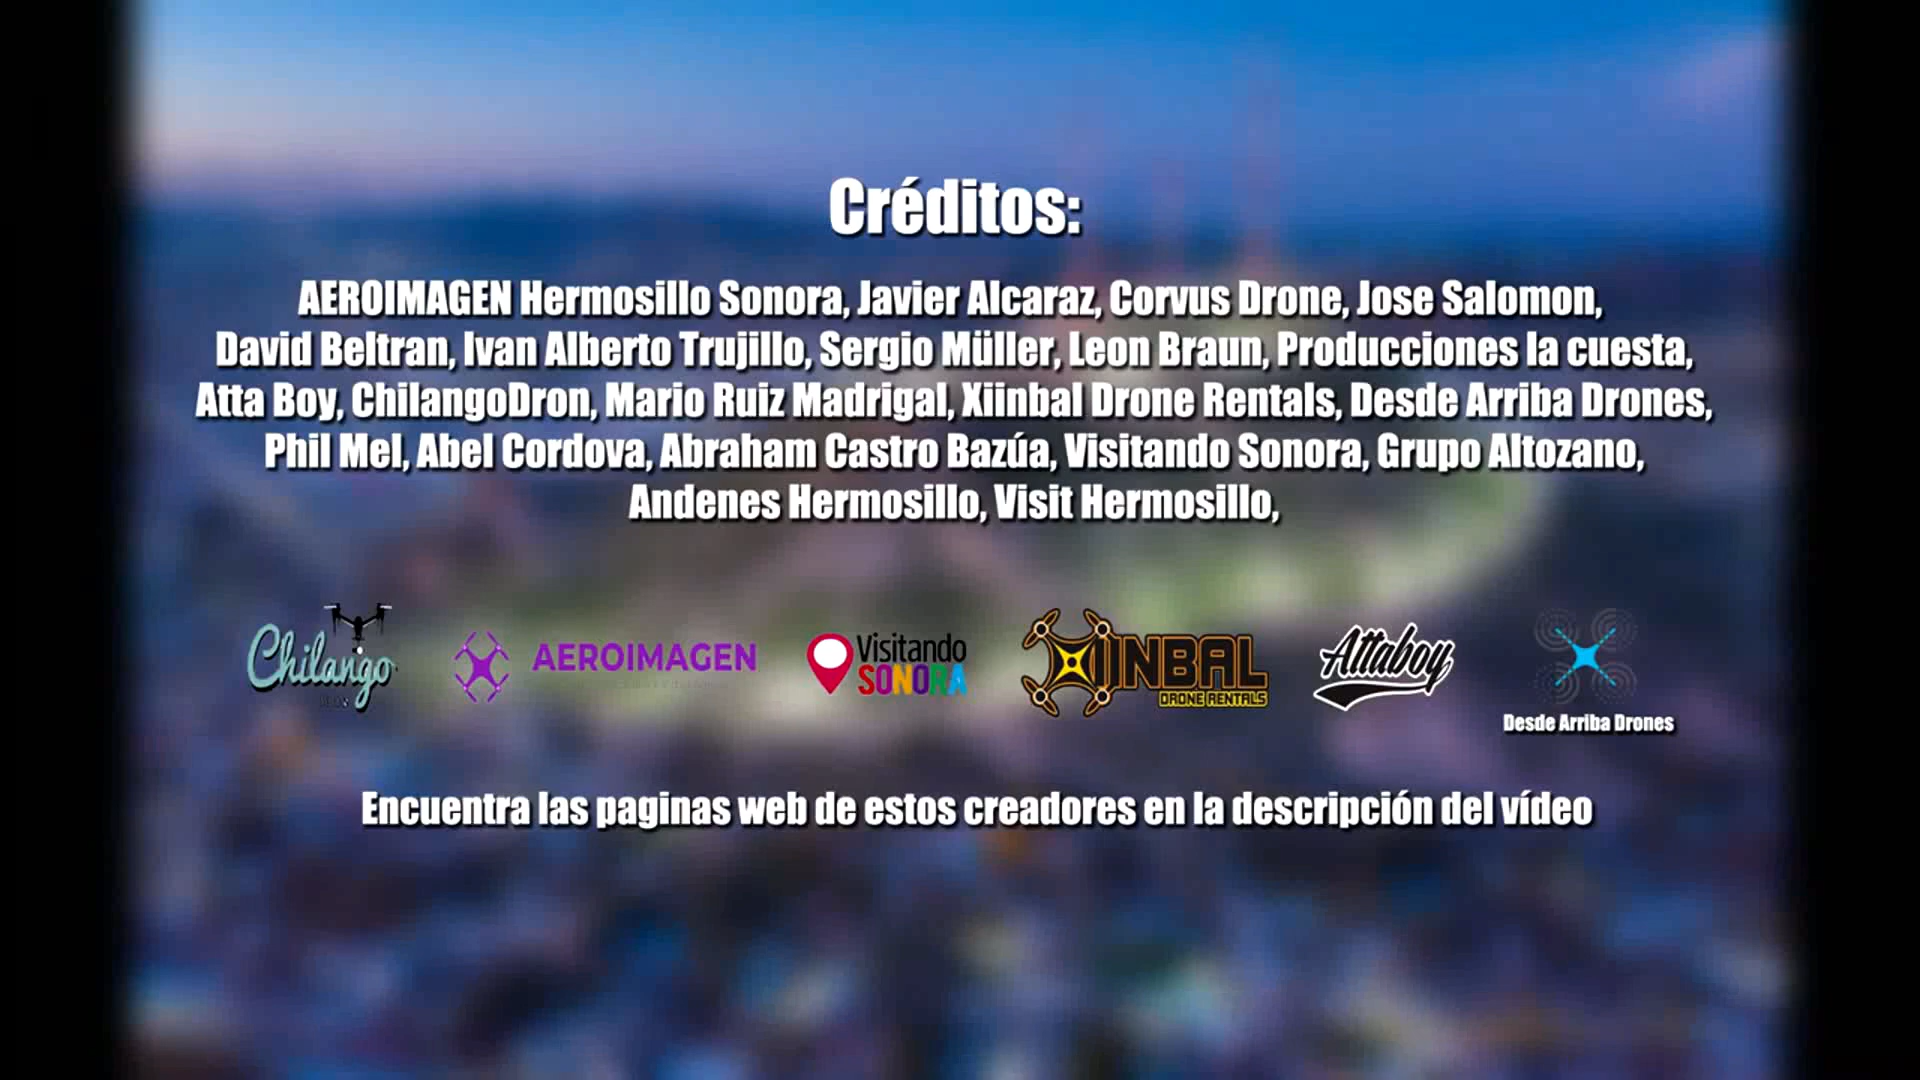 Créditos:
AEROIMAGEN Hermosillo Sonora, Javier Alcaraz, Corvus Drone, Jose Salomon,
David Beltran, Ivan Alberto Trujillo, Sergio Müller, Leon Braun, Producciones la cuesta,
Atta Boy, ChilangoDron, Mario Ruiz Madrigal, Xiinbal Drone Rentals, Desde Arriba Drones,
Phil Mel, Abel Cordova, Abraham Castro Bazúa, Visitando Sonora, Grupo Altozano,
Andenes Hermosillo, Visit Hermosillo,
Chilango
AEROIMAGEN
Visitando
SONORA
XIINBAL
DRONE RENTALS
Attaboy
Desde Arriba Drones
Encuentra las paginas web de estos creadores en la descripción del vídeo